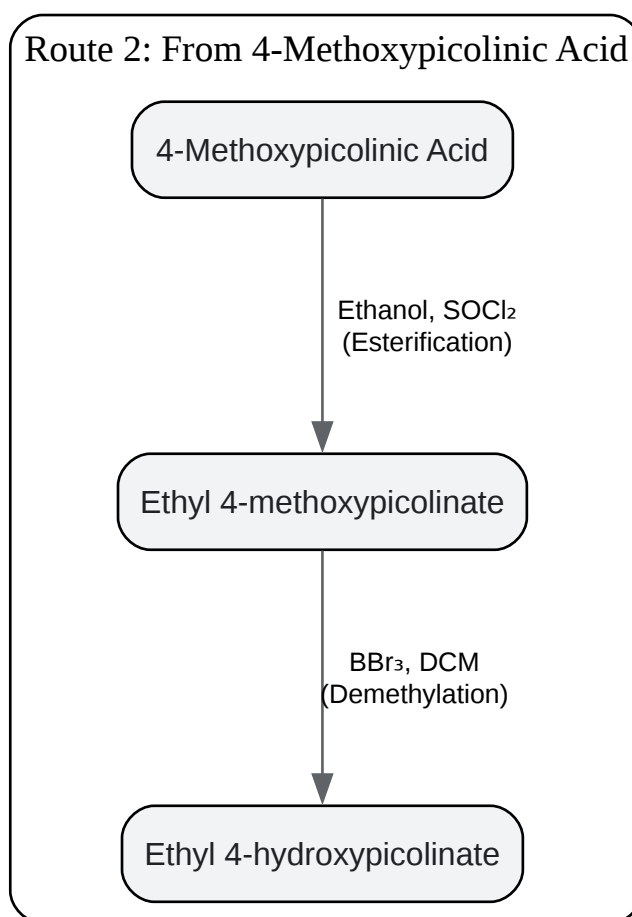 Route 2: From 4-Methoxypicolinic Acid
4-Methoxypicolinic Acid
Ethanol, SOCl₂
(Esterification)
Ethyl 4-methoxypicolinate
BBr₃, DCM
(Demethylation)
Ethyl 4-hydroxypicolinate